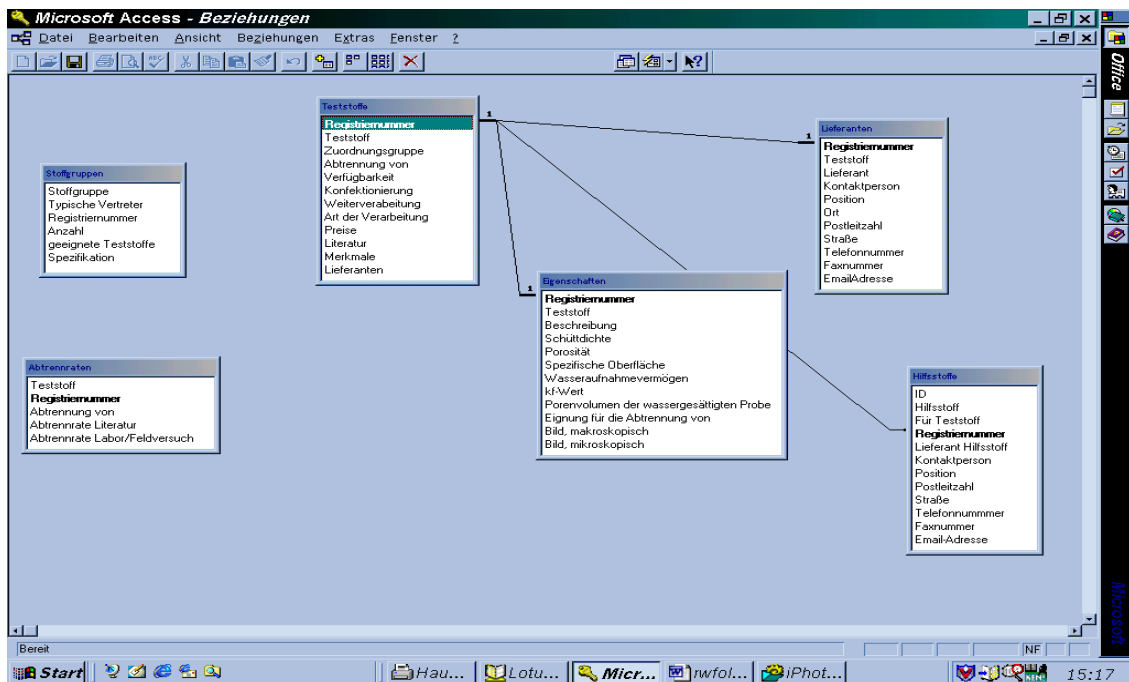 Microsoft Access - Beziehungen
Datei Bearbeiten Ansicht Beziehungen Extras Fenster ?
Office
Teststoffe
Registriernummer
Teststoff
Zuordnungsgruppe
Abtrennung von
Verfügbarkeit
Konfektionierung
Weiterverabeitung
Art der Verarbeitung
Preise
Literatur
Merkmale
Lieferanten
1
1
1
Lieferanten
Registriernummer
Teststoff
Lieferant
Kontaktperson
Position
Ort
Postleitzahl
Straße
Telefonnummer
Faxnummer
EmailAdresse
Stoffgruppen
Stoffgruppe
Typische Vertreter
Registriernummer
Anzahl
geeignete Teststoffe
Spezifikation
Eigenschaften
Registriernummer
Teststoff
Beschreibung
Schüttdichte
Porosität
Spezifische Oberfläche
Wasseraufnahmevermögen
kf-Wert
Porenvolumen der wassergesättigten Probe
Eignung für die Abtrennung von
Bild, makroskopisch
Bild, mikroskopisch
Abtrennraten
Teststoff
Registriernummer
Abtrennung von
Abtrennrate Literatur
Abtrennrate Labor/Feldversuch
Hilfsstoffe
ID
Hilfsstoff
Für Teststoff
Registriernummer
Lieferant Hilfsstoff
Kontaktperson
Position
Postleitzahl
Straße
Telefonnummmer
Faxnummer
Email-Adresse
Microsoft
Bereit
NF
Start
Hau...
Lotu...
Micr...
rwfol...
iPhot...
15:17